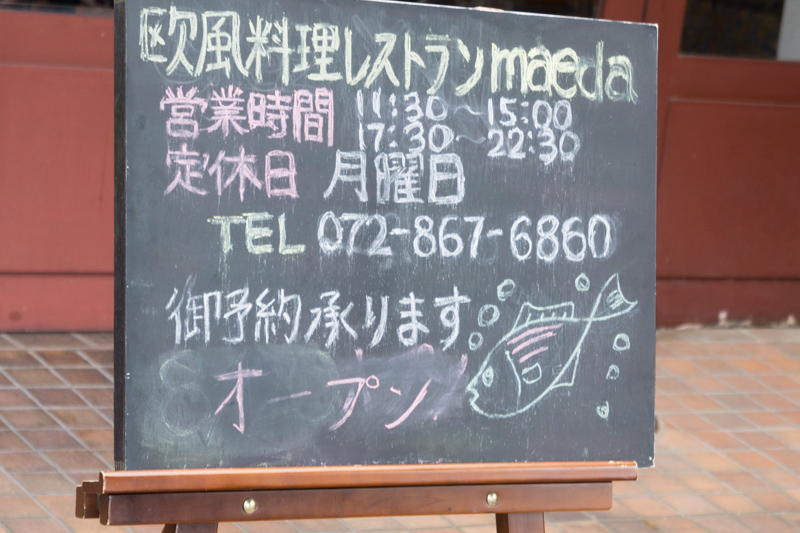 欧風料理レストランmaeda
営業時間 11:30～15:00
17:30～22:30
定休日 月曜日
TEL 072-867-6860
御予約承ります
オープン